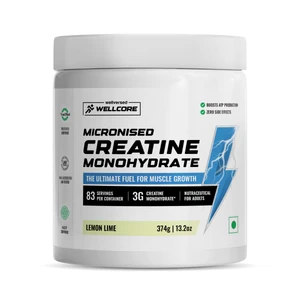 wellversed
WELLCORE
BOOSTS ATP PRODUCTION
ZERO SIDE EFFECTS
MICRONISED
CREATINE
MONOHYDRATE
THE ULTIMATE FUEL FOR MUSCLE GROWTH
83 SERVINGS PER CONTAINER
3G CREATINE MONOHYDRATE*
NUTRACEUTICAL FOR ADULTS
LEMON LIME
374g | 13.2oz